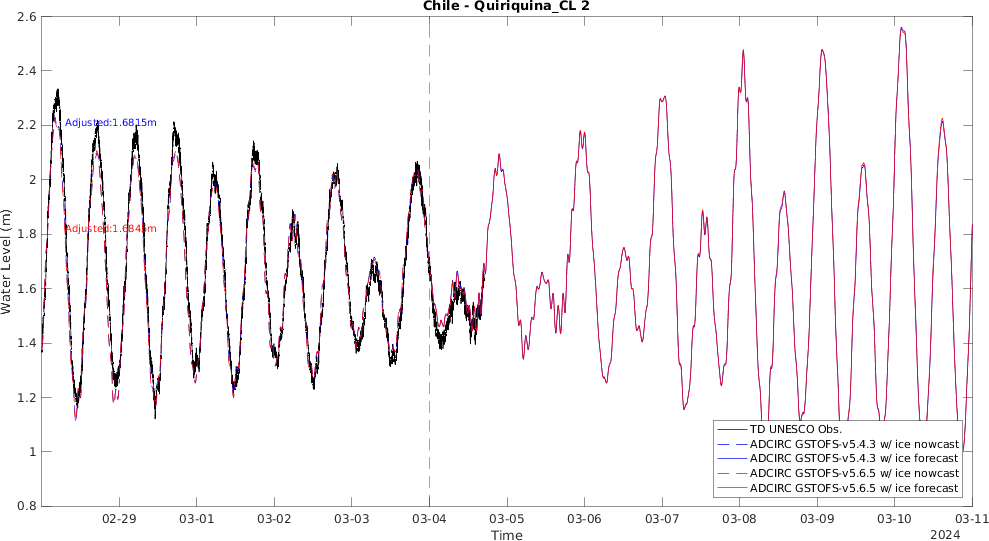 Chile - Quiriquina_CL 2
2.6
2.4
2.2
2
1.8
1.6
1.4
1.2
1
0.8
Water Level (m)
Adjusted:1.6815m
Adjusted:1.6845m
TD UNESCO Obs.
ADCIRC GSTOFS-v5.4.3 w/ ice nowcast
ADCIRC GSTOFS-v5.4.3 w/ ice forecast
ADCIRC GSTOFS-v5.6.5 w/ ice nowcast
ADCIRC GSTOFS-v5.6.5 w/ ice forecast
02-29 03-01 03-02 03-03 03-04 03-05 03-06 03-07 03-08 03-09 03-10 03-11
Time
2024